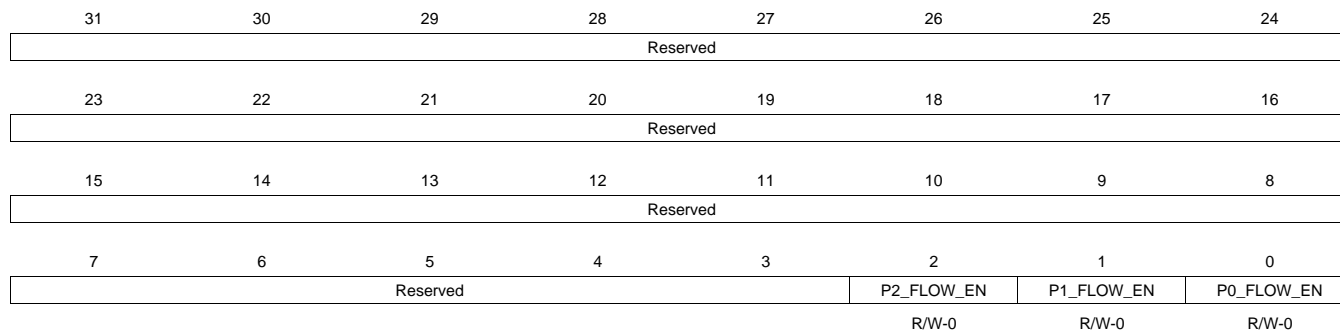 31 30 29 28 27 26 25 24
Reserved
23 22 21 20 19 18 17 16
Reserved
15 14 13 12 11 10 9 8
Reserved
7 6 5 4 3 2 1 0
Reserved P2_FLOW_EN P1_FLOW_EN P0_FLOW_EN
R/W-0 R/W-0 R/W-0